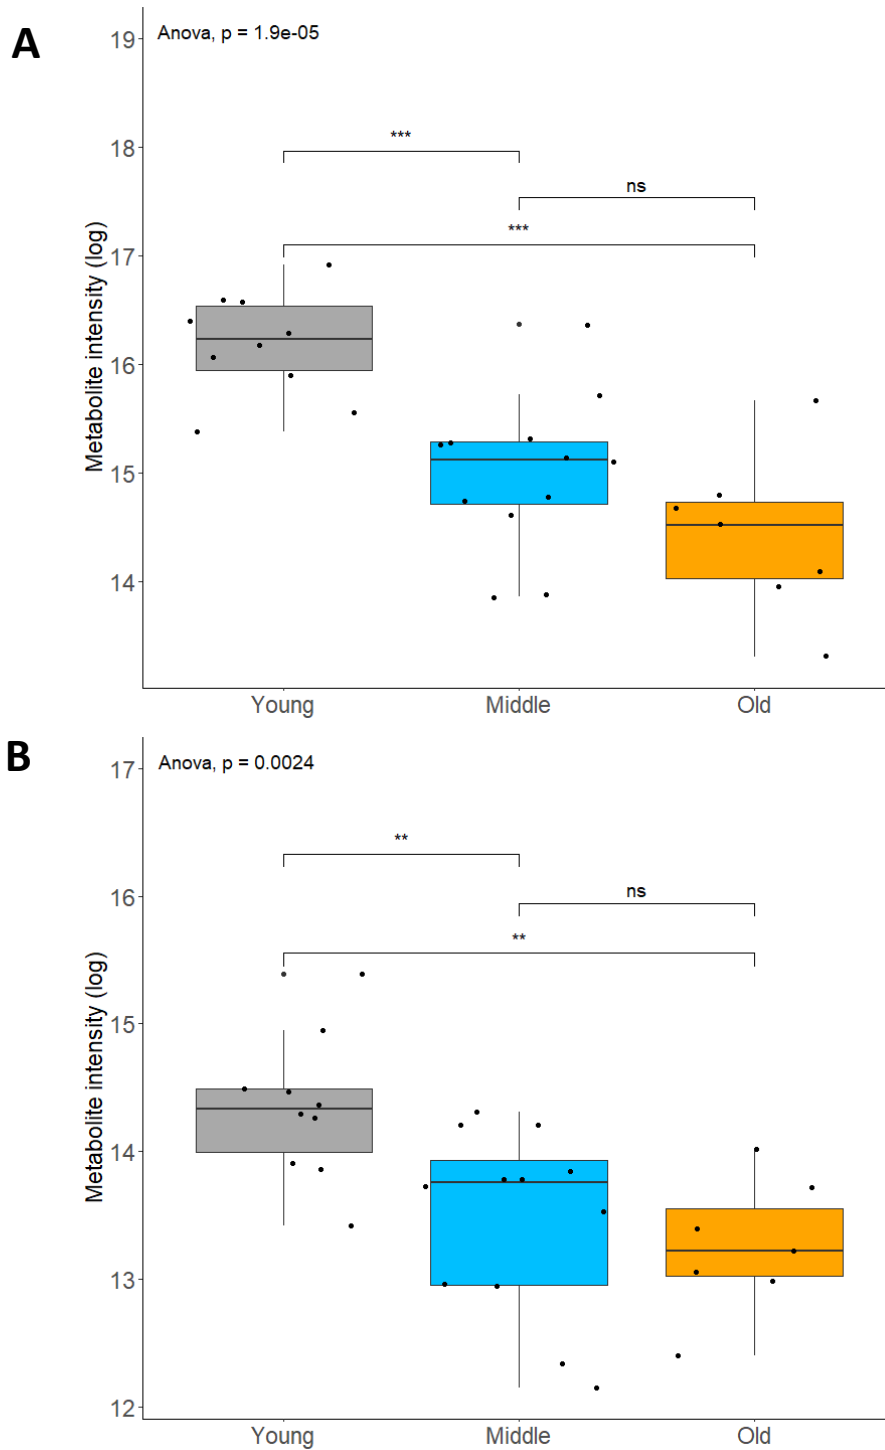 A
Anova, p = 1.9e-05
19
18
17
16
15
14
Metabolite intensity (log)
***
ns
***
Young Middle Old
B
Anova, p = 0.0024
17
16
15
14
13
12
Metabolite intensity (log)
**
ns
**
Young Middle Old